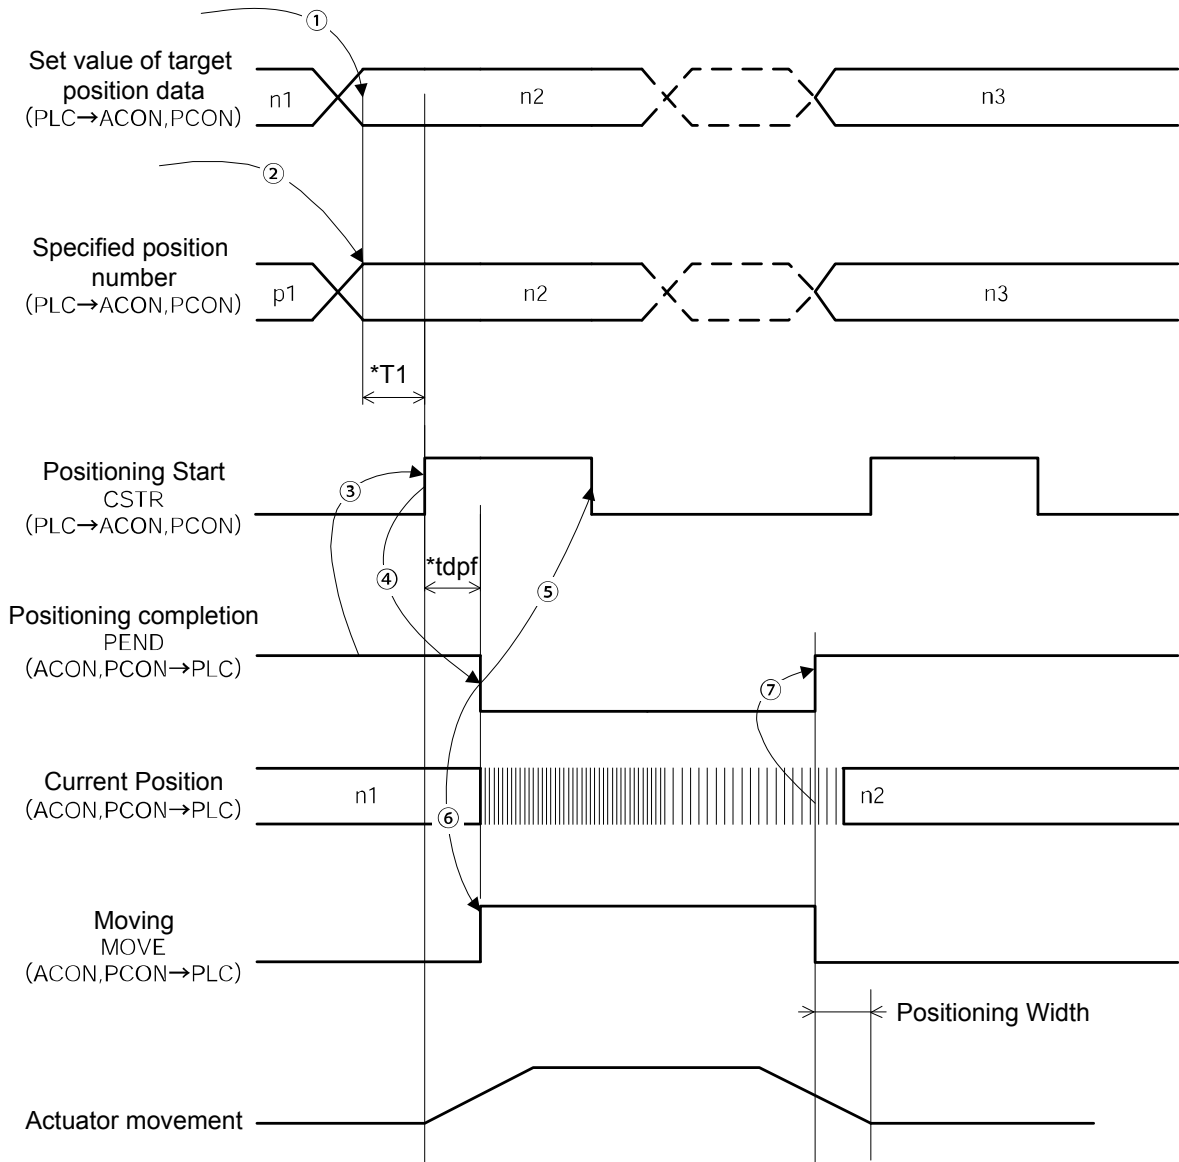 ①
Set value of target
position data
(PLC→ACON,PCON)
n1
n2
n3
②
Specified position
number
(PLC→ACON,PCON)
p1
n2
n3
*T1
Positioning Start
CSTR
(PLC→ACON,PCON)
③
④
*tdpf
⑤
Positioning completion
PEND
(ACON,PCON→PLC)
⑦
Current Position
(ACON,PCON→PLC)
n1
n2
⑥
Moving
MOVE
(ACON,PCON→PLC)
Positioning Width
Actuator movement